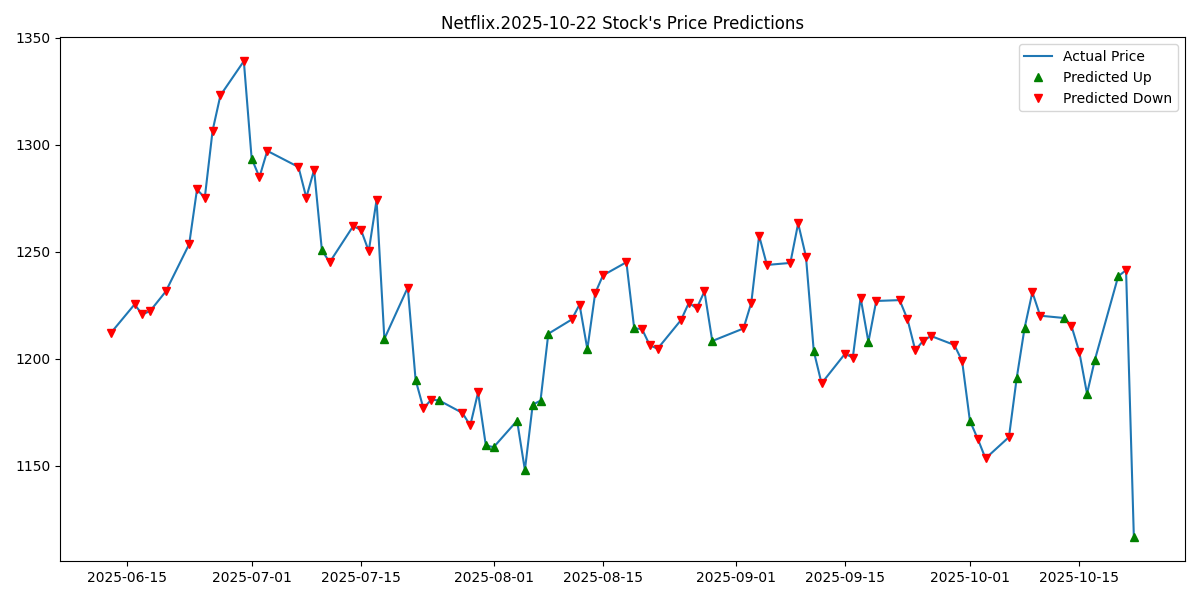 Netflix.2025-10-22 Stock's Price Predictions
Actual Price
Predicted Up
Predicted Down
1350
1300
1250
1200
1150
2025-06-15 2025-07-01 2025-07-15 2025-08-01 2025-08-15 2025-09-01 2025-09-15 2025-10-01 2025-10-15